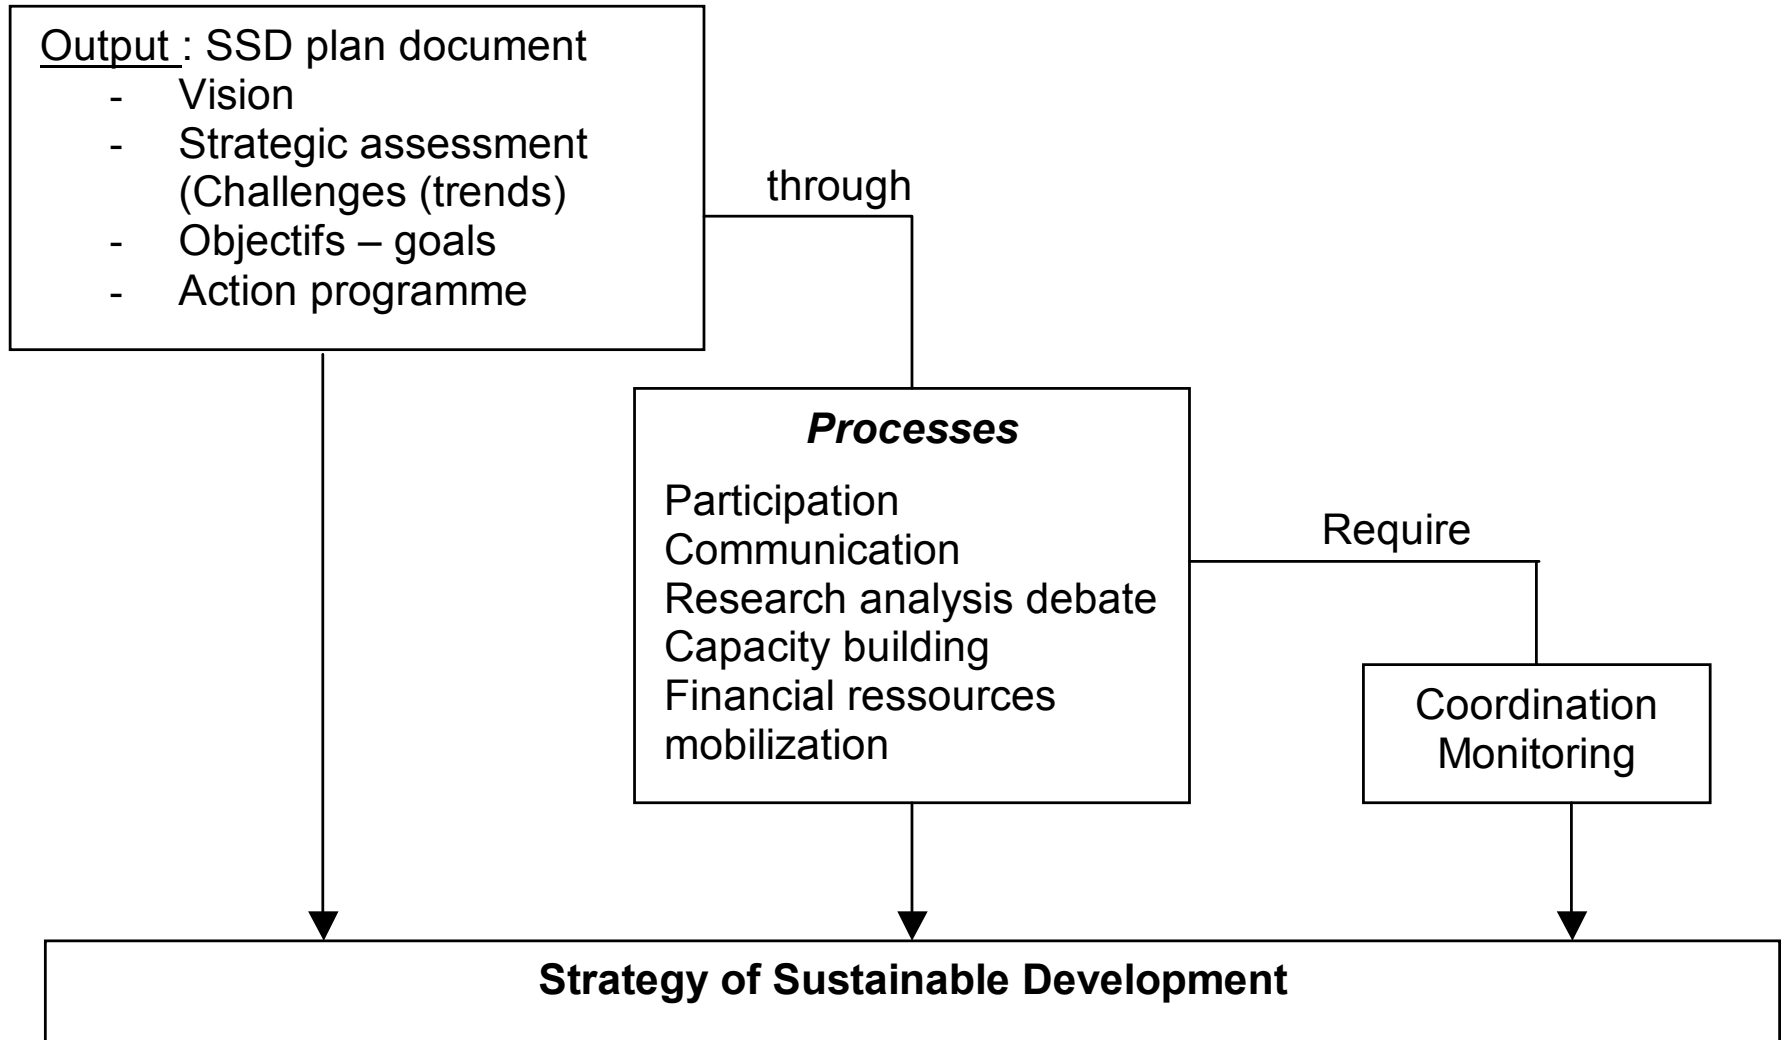 Output : SSD plan document
- Vision
- Strategic assessment
(Challenges (trends)
- Objectifs – goals
- Action programme
through
Processes
Participation
Communication
Research analysis debate
Capacity building
Financial ressources
mobilization
Require
Coordination
Monitoring
Strategy of Sustainable Development